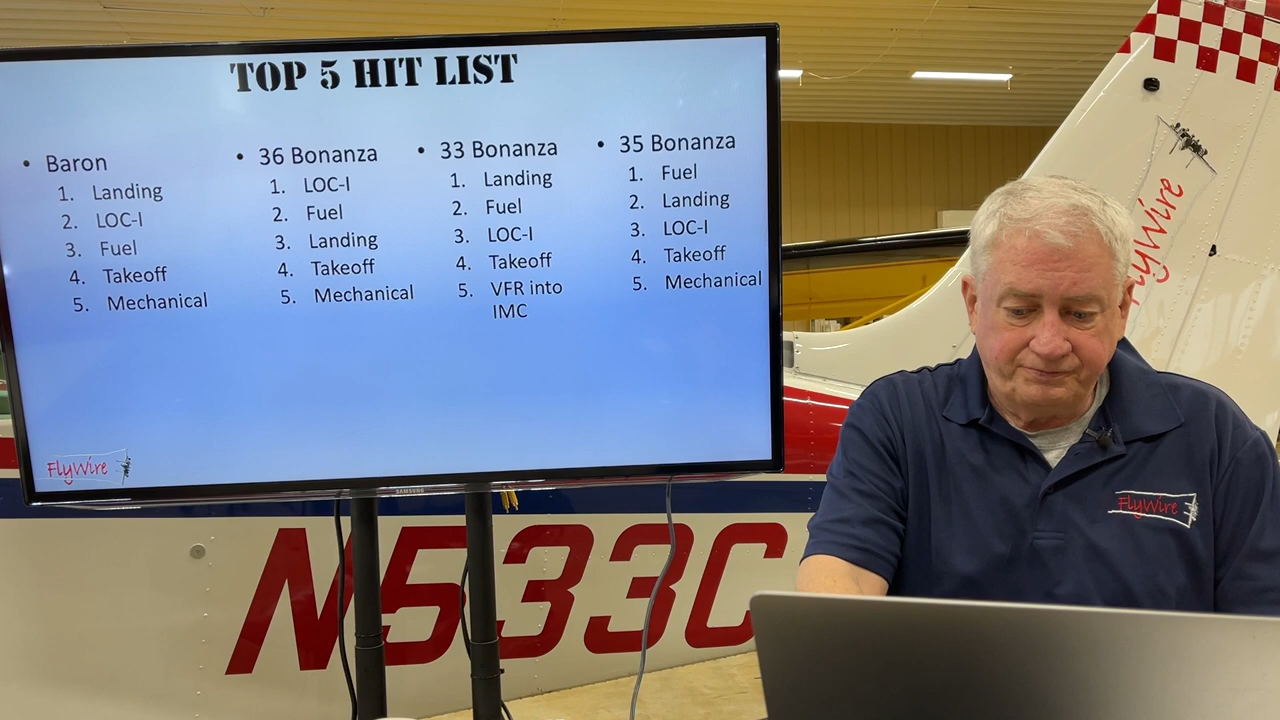 TOP 5 HIT LIST
• Baron
1. Landing
2. LOC-I
3. Fuel
4. Takeoff
5. Mechanical
• 36 Bonanza
1. LOC-I
2. Fuel
3. Landing
4. Takeoff
5. Mechanical
• 33 Bonanza
1. Landing
2. Fuel
3. LOC-I
4. Takeoff
5. VFR into
IMC
• 35 Bonanza
1. Fuel
2. Landing
3. LOC-I
4. Takeoff
5. Mechanical
FlyWire
SAMSUNG
N533C
FlyWire
FlyWire